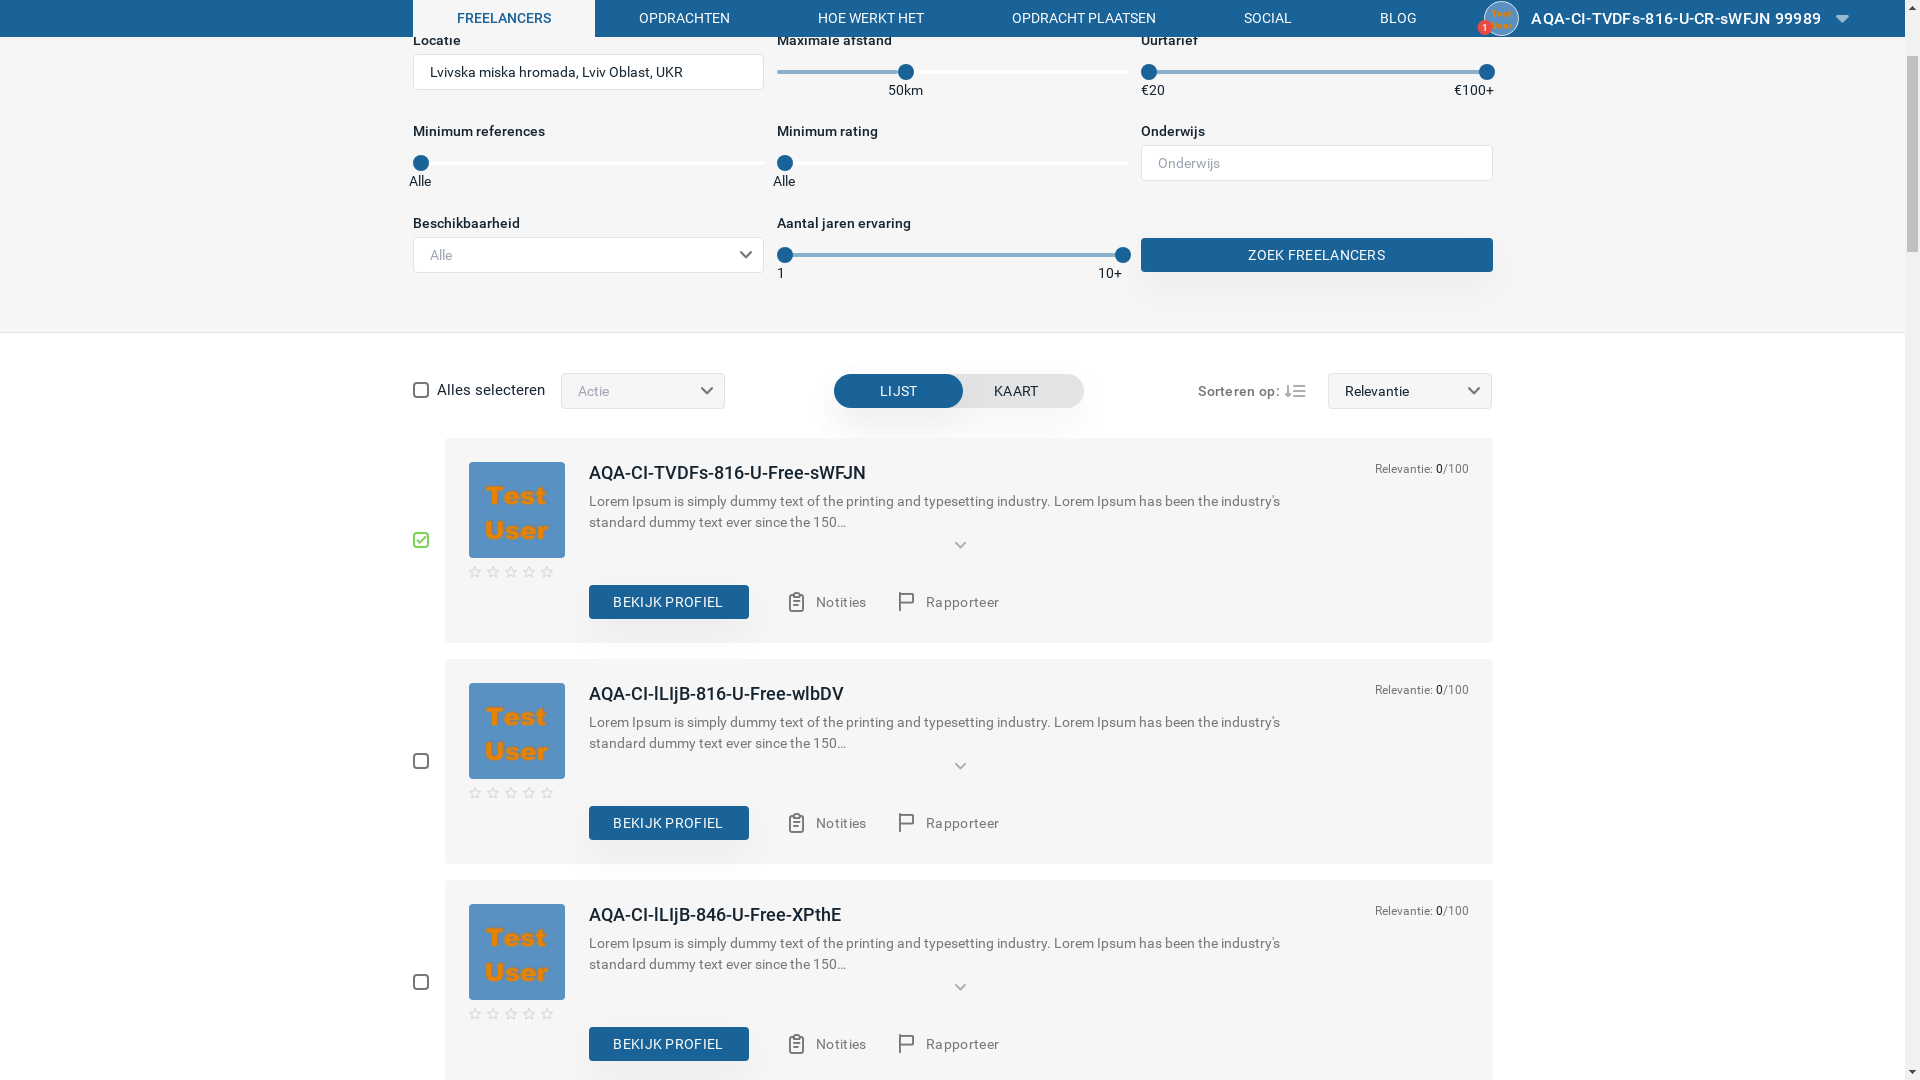 FREELANCERS OPDRACHTEN HOE WERKT HET OPDRACHT PLAATSEN SOCIAL BLOG 1 AQA-CI-TVDFs-816-U-CR-sWFJN 99989
Locatie Maximale afstand Uurtarief
Lvivska miska hromada, Lviv Oblast, UKR
50km €20 €100+
Minimum references Minimum rating Onderwijs
Onderwijs
Alle Alle
Beschikbaarheid Aantal jaren ervaring
Alle ZOEK FREELANCERS
1 10+
Alles selecteren Actie LIJST KAART Sorteren op: Relevantie
AQA-CI-TVDFs-816-U-Free-sWFJN Relevantie: 0/100
Test User
Lorem Ipsum is simply dummy text of the printing and typesetting industry. Lorem Ipsum has been the industry's
standard dummy text ever since the 150...
BEKIJK PROFIEL Notities Rapporteer
AQA-CI-lLIjB-816-U-Free-wlbDV Relevantie: 0/100
Test User
Lorem Ipsum is simply dummy text of the printing and typesetting industry. Lorem Ipsum has been the industry's
standard dummy text ever since the 150...
BEKIJK PROFIEL Notities Rapporteer
AQA-CI-lLIjB-846-U-Free-XPthE Relevantie: 0/100
Test User
Lorem Ipsum is simply dummy text of the printing and typesetting industry. Lorem Ipsum has been the industry's
standard dummy text ever since the 150...
BEKIJK PROFIEL Notities Rapporteer